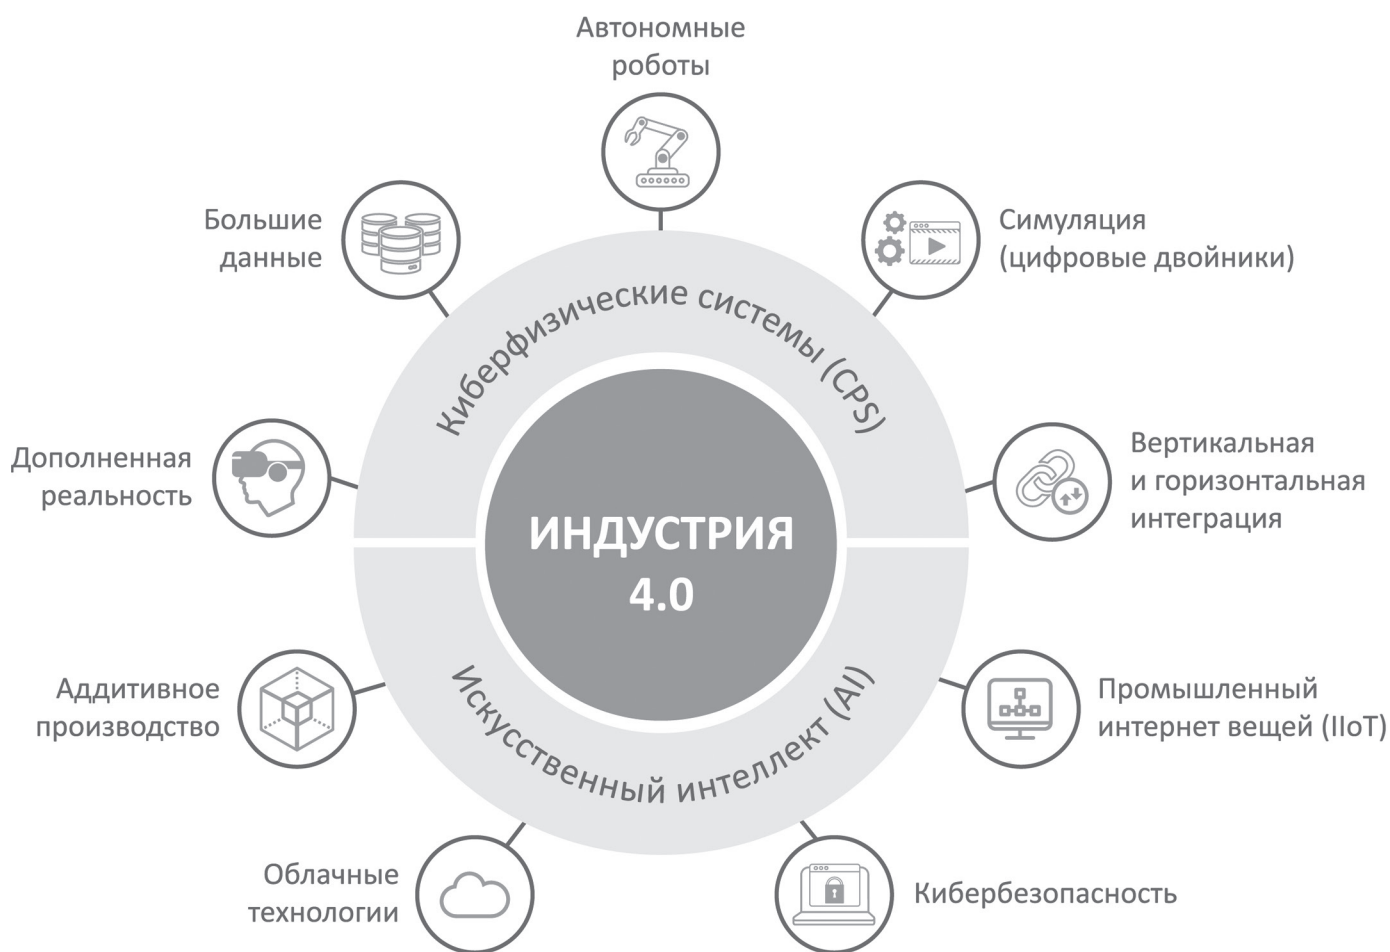 Автономные
роботы
Большие
данные
Симуляция
(цифровые двойники)
Киберфизические системы (CPS)
Дополненная
реальность
Вертикальная
и горизонтальная
интеграция
ИНДУСТРИЯ
4.0
Аддитивное
производство
Промышленный
интернет вещей (IIoT)
Искусственный интеллект (AI)
Облачные
технологии
Кибербезопасность